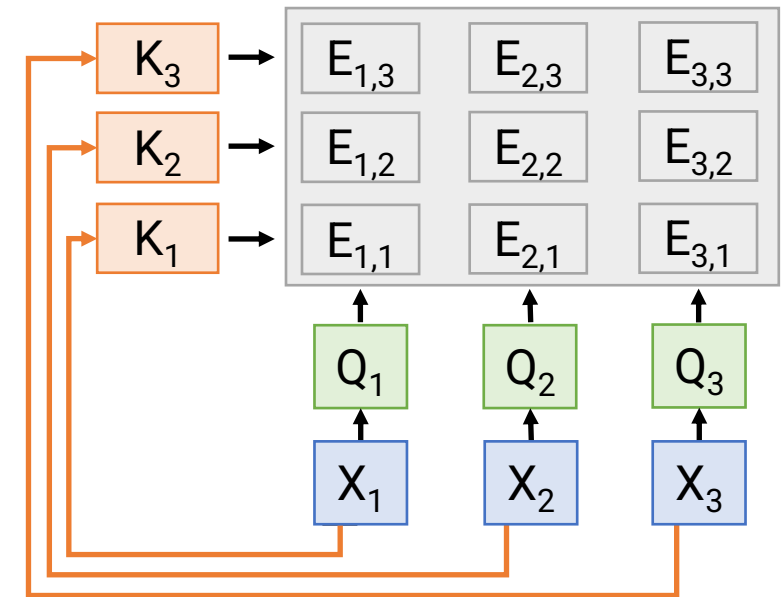 K₃ E₁,₃ E₂,₃ E₃,₃
K₂ E₁,₂ E₂,₂ E₃,₂
K₁ E₁,₁ E₂,₁ E₃,₁
Q₁ Q₂ Q₃
X₁ X₂ X₃